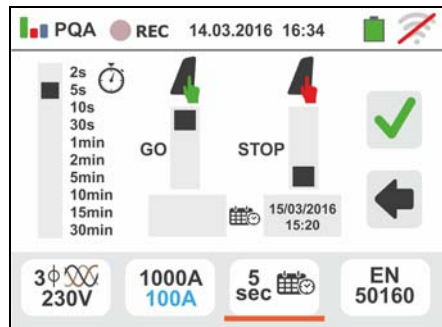 PQA REC 14.03.2016 16:34
2s
5s
10s
30s
1min
2min
5min
10min
15min
30min
GO
STOP
15/03/2016
15:20
3ϕ
230V
1000A
100A
5
sec
EN
50160